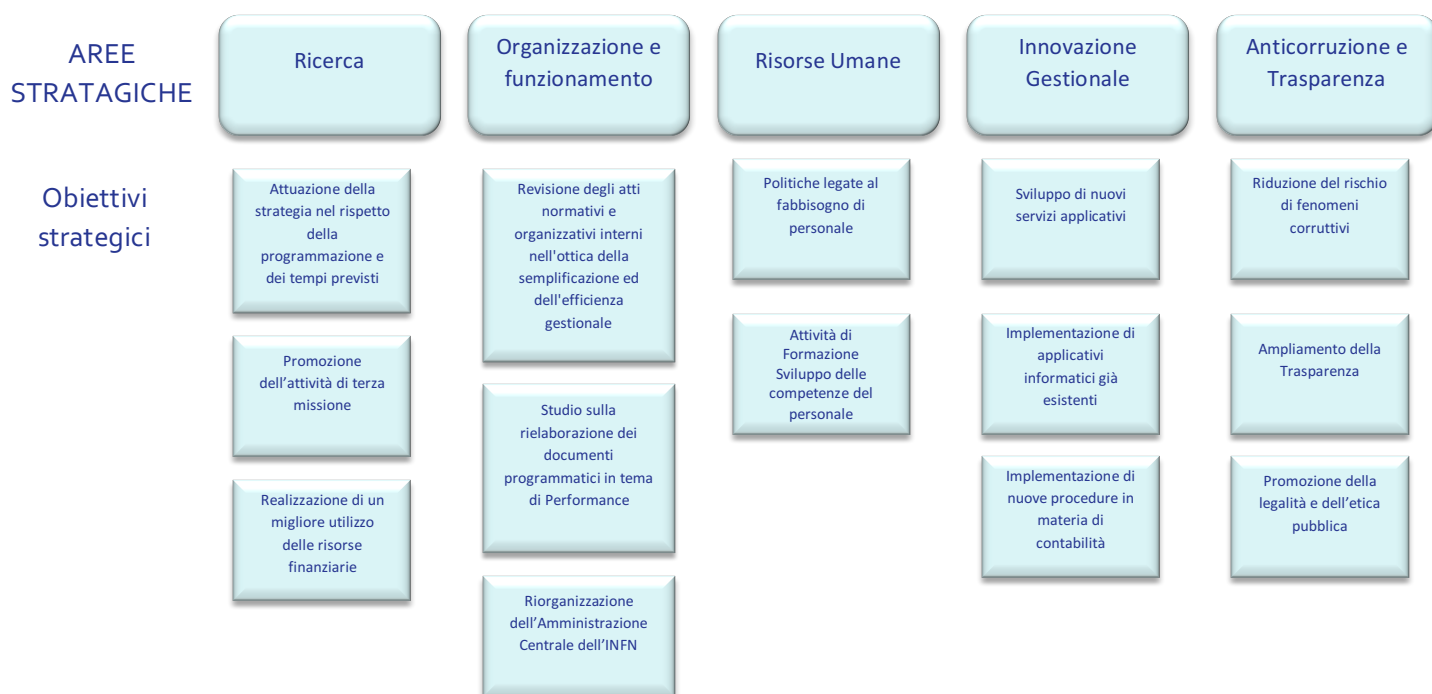 AREE
STRATAGICHE
Ricerca
Organizzazione e
funzionamento
Risorse Umane
Innovazione
Gestionale
Anticorruzione e
Trasparenza
Obiettivi
strategici
Attuazione della
strategia nel rispetto
della
programmazione e
dei tempi previsti
Promozione
dell’attività di terza
missione
Realizzazione di un
migliore utilizzo
delle risorse
finanziarie
Revisione degli atti
normativi e
organizzativi interni
nell'ottica della
semplificazione ed
dell'efficienza
gestionale
Studio sulla
rielaborazione dei
documenti
programmatici in tema
di Performance
Riorganizzazione
dell’Amministrazione
Centrale dell’INFN
Politiche legate al
fabbisogno di
personale
Attività di
Formazione
Sviluppo delle
competenze del
personale
Sviluppo di nuovi
servizi applicativi
Implementazione di
applicativi
informatici già
esistenti
Implementazione di
nuove procedure in
materia di
contabilità
Riduzione del rischio
di fenomeni
corruttivi
Ampliamento della
Trasparenza
Promozione della
legalità e dell’etica
pubblica